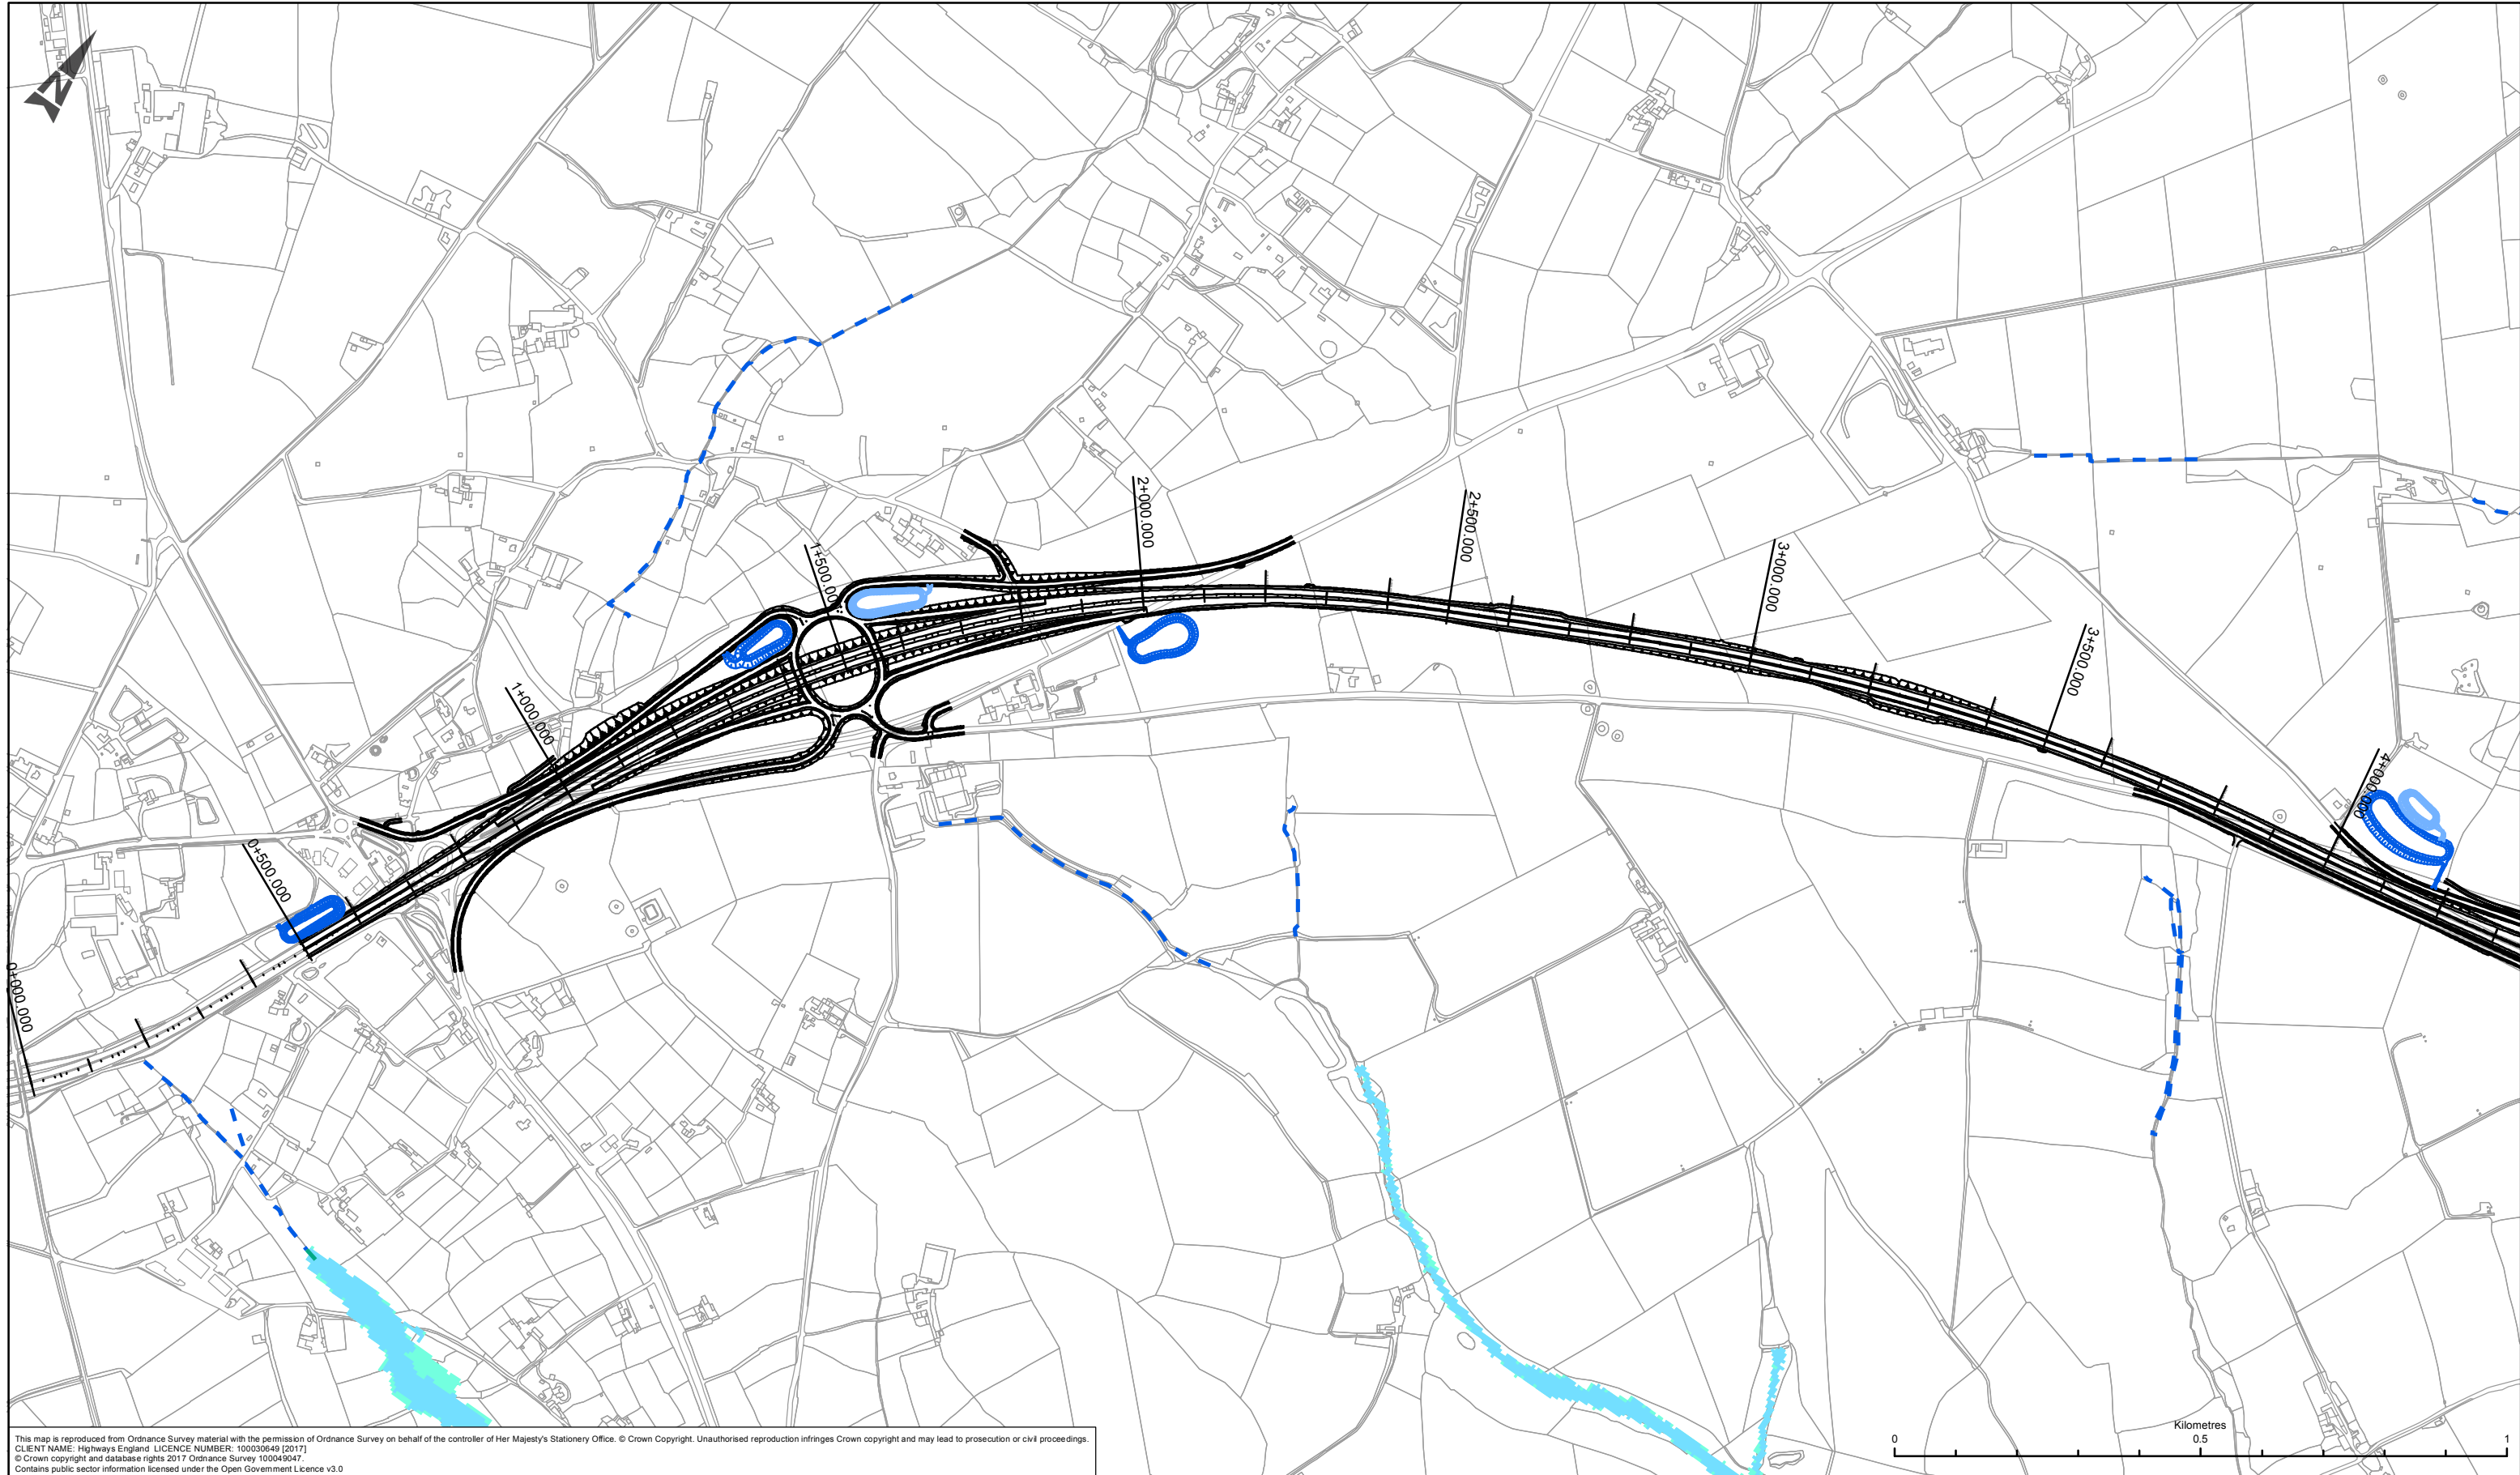 N
2+000.000
2+500.000
3+000.000
1+500.000
3+500.000
1+000.000
4+000.000
0+500.000
0+000.000
Kilometres
0 0.5 1
This map is reproduced from Ordnance Survey material with the permission of Ordnance Survey on behalf of the controller of Her Majesty's Stationery Office. © Crown Copyright. Unauthorised reproduction infringes Crown copyright and may lead to prosecution or civil proceedings.
CLIENT NAME: Highways England LICENCE NUMBER: 100030649 [2017]
© Crown copyright and database rights 2017 Ordnance Survey 100049047.
Contains public sector information licensed under the Open Government Licence v3.0